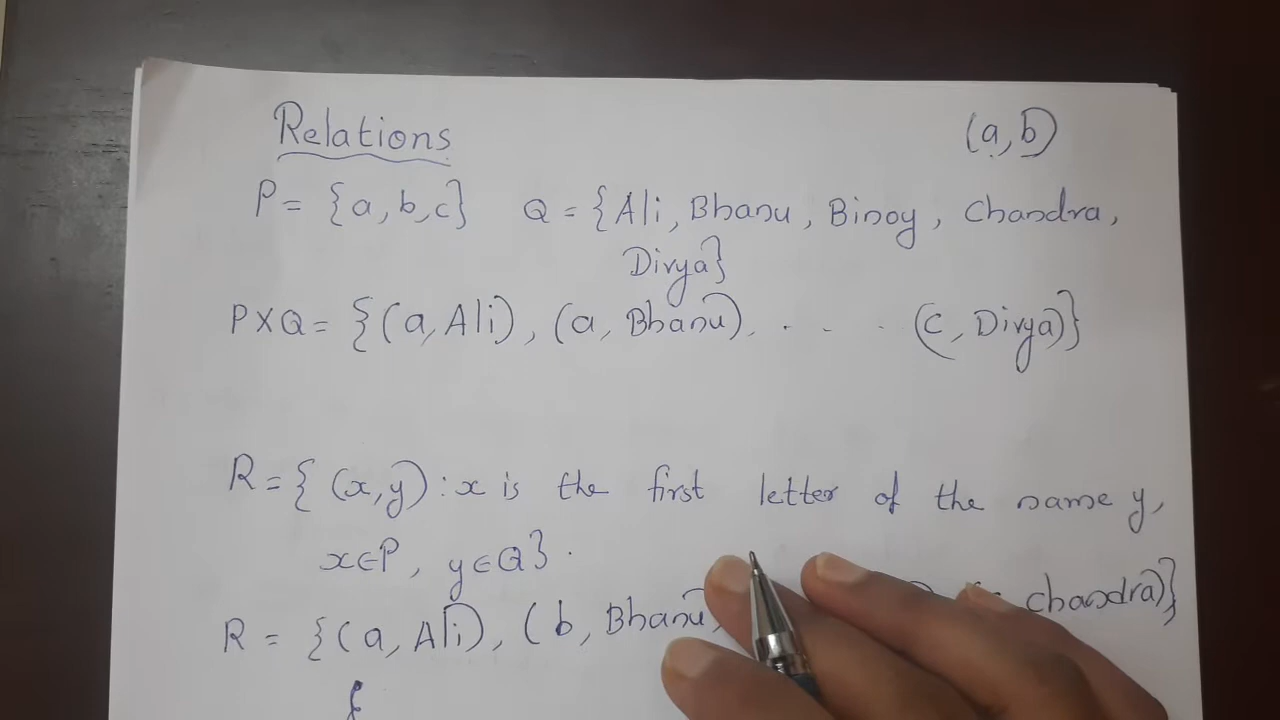 Relations
(a,b)
P = {a, b, c} Q = {Ali, Bhanu, Binoy, Chandra,
Divya}
P X Q = {(a, Ali), (a, Bhanu), . . . (c, Divya)}
R = { (x, y) : x is the first letter of the name y,
x ∈ P, y ∈ Q} .
R = {(a, Ali), (b, Bhanu chandra)}
{